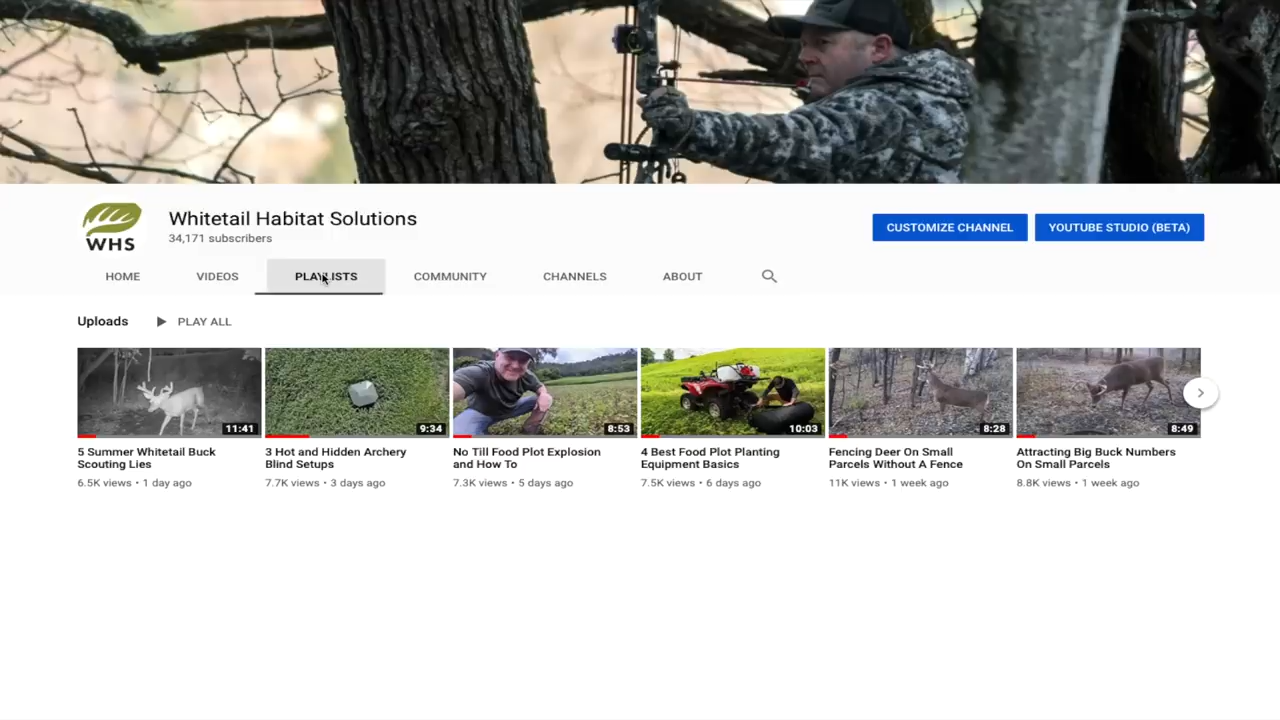 WHS
Whitetail Habitat Solutions
34,171 subscribers
CUSTOMIZE CHANNEL
YOUTUBE STUDIO (BETA)
HOME
VIDEOS
PLAYLISTS
COMMUNITY
CHANNELS
ABOUT
Uploads
PLAY ALL
11:41
9:34
8:53
10:03
8:28
8:49
5 Summer Whitetail Buck
Scouting Lies
6.5K views • 1 day ago
3 Hot and Hidden Archery
Blind Setups
7.7K views • 3 days ago
No Till Food Plot Explosion
and How To
7.3K views • 5 days ago
4 Best Food Plot Planting
Equipment Basics
7.5K views • 6 days ago
Fencing Deer On Small
Parcels Without A Fence
11K views • 1 week ago
Attracting Big Buck Numbers
On Small Parcels
8.8K views • 1 week ago